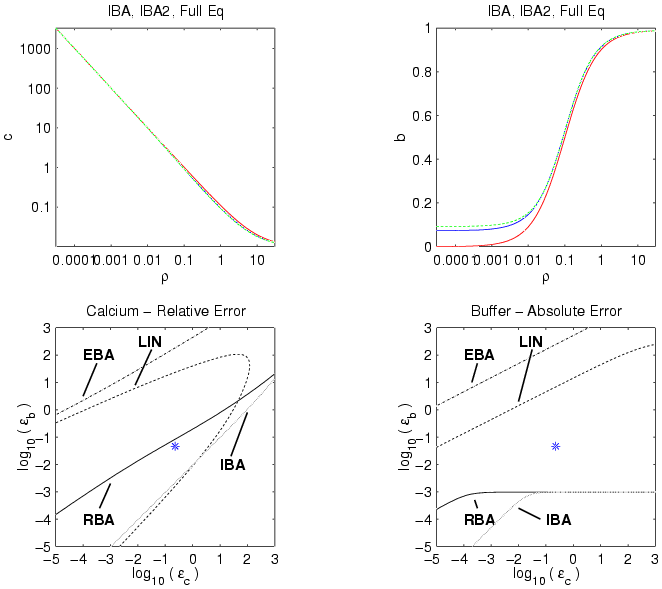 IBA, IBA2, Full Eq
1000
100
10
1
0.1
c
0.0001
0.001
0.01
0.1
1
10
ρ
IBA, IBA2, Full Eq
1
0.8
0.6
0.4
0.2
0
b
0.0001
0.001
0.01
0.1
1
10
ρ
Calcium − Relative Error
3
2
1
0
−1
−2
−3
−4
−5
log10 ( εb )
EBA
LIN
IBA
RBA
−5 −4 −3 −2 −1 0 1 2 3
log10 ( εc )
Buffer − Absolute Error
3
2
1
0
−1
−2
−3
−4
−5
log10 ( εb )
EBA
LIN
RBA
IBA
−5 −4 −3 −2 −1 0 1 2 3
log10 ( εc )